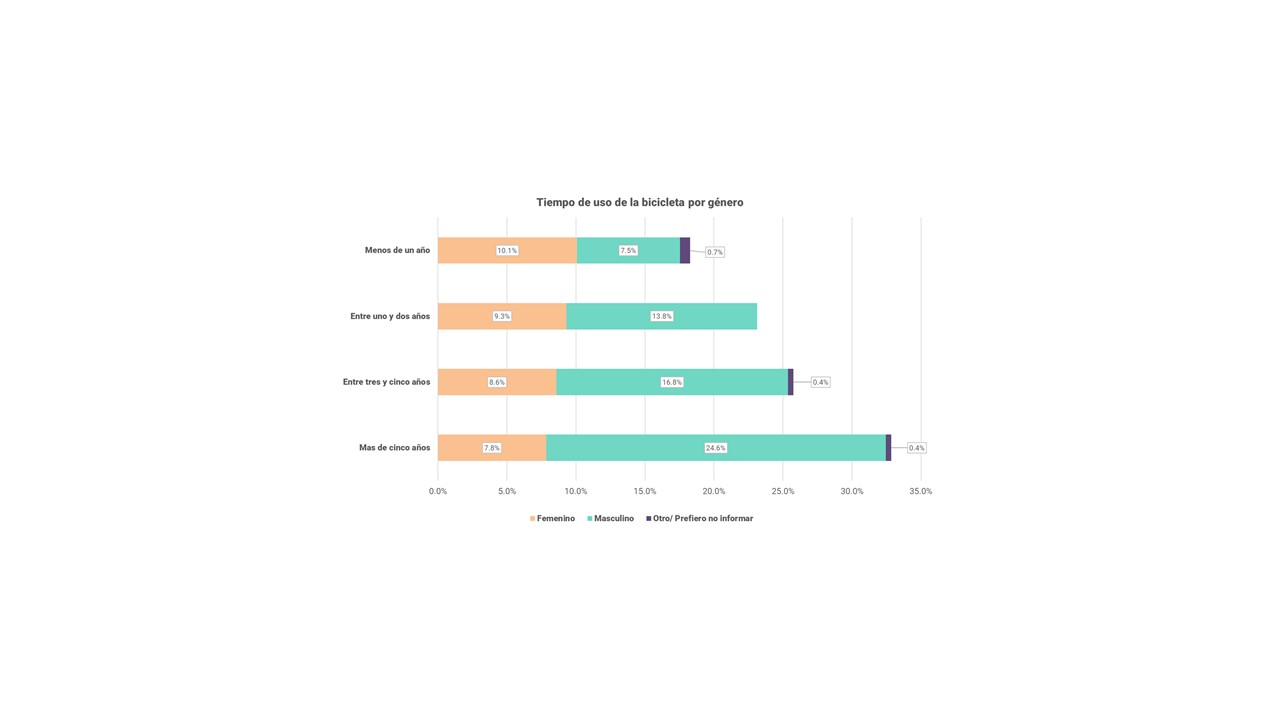 Tiempo de uso de la bicicleta por género
Menos de un año
10.1%
7.5%
0.7%
Entre uno y dos años
9.3%
13.8%
Entre tres y cinco años
8.6%
16.8%
0.4%
Mas de cinco años
7.8%
24.6%
0.4%
0.0% 5.0% 10.0% 15.0% 20.0% 25.0% 30.0% 35.0%
Femenino Masculino Otro/ Prefiero no informar